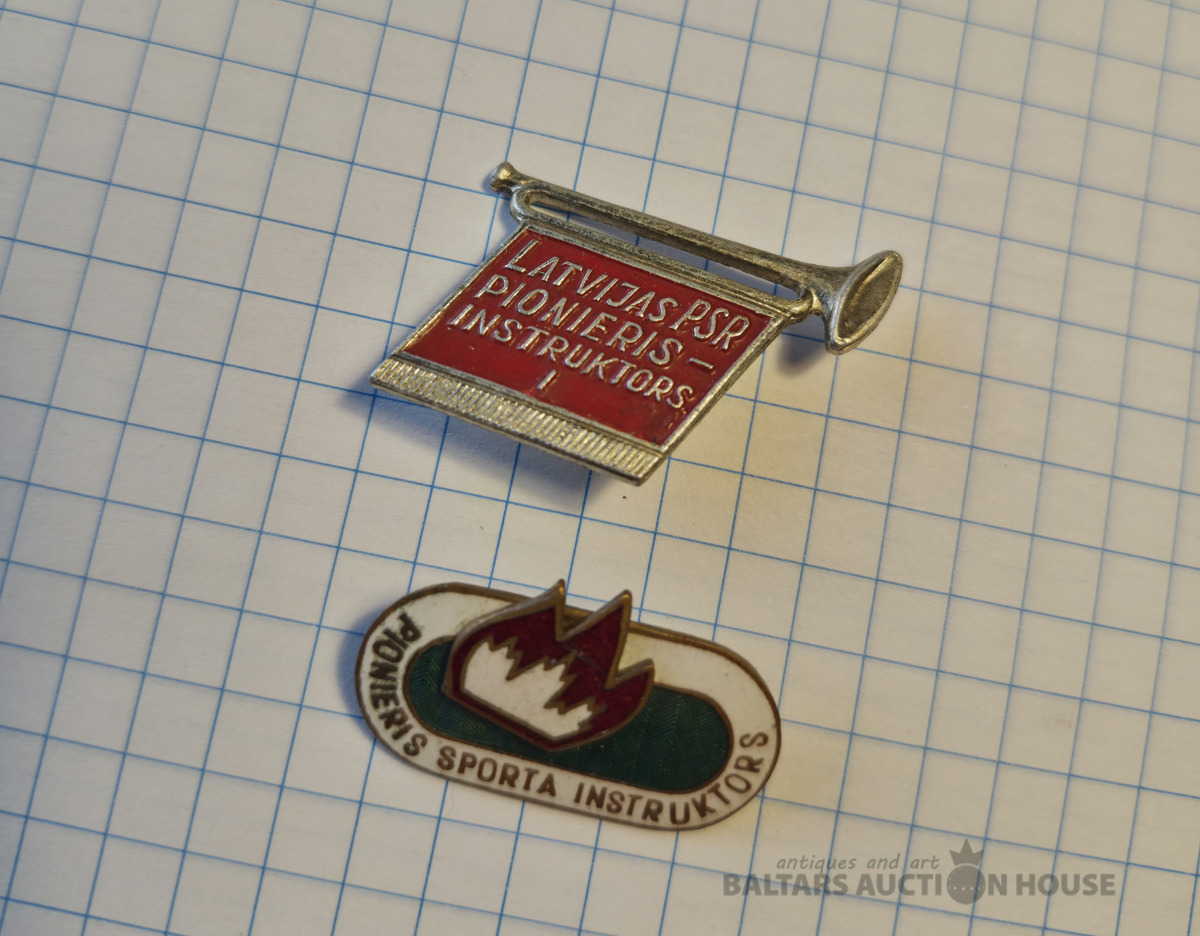 LATVIJAS PSR
PIONIERIS –
INSTRUKTORS
I
PIONIERIS SPORTA INSTRUKTORS
antiques and art
BALTARS AUCTION HOUSE